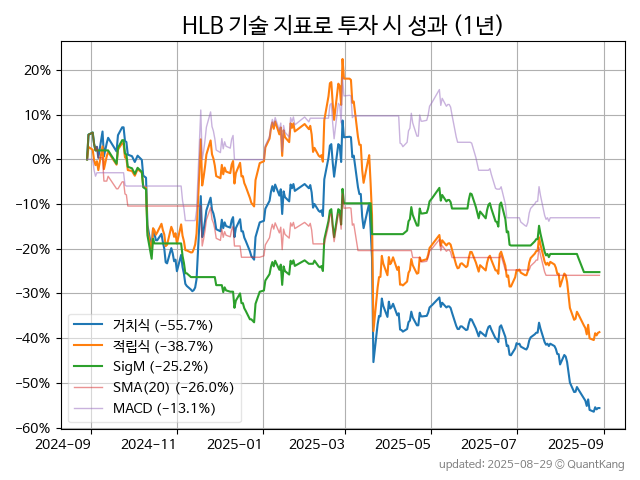 HLB 기술 지표로 투자 시 성과 (1년)
20%
10%
0%
−10%
−20%
−30%
−40%
−50%
−60%
거치식 (−55.7%)
적립식 (−38.7%)
SigM (−25.2%)
SMA(20) (−26.0%)
MACD (−13.1%)
2024-09 2024-11 2025-01 2025-03 2025-05 2025-07 2025-09
updated: 2025-08-29 © QuantKang